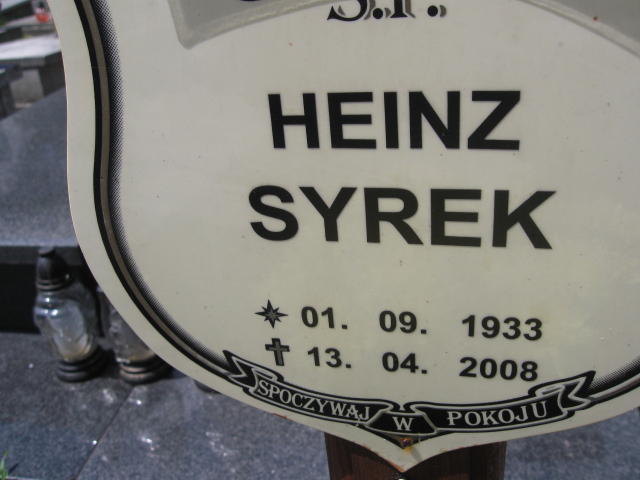 Ś.P.
HEINZ
SYREK
01. 09. 1933
13. 04. 2008
SPOCZYWAJ W POKOJU